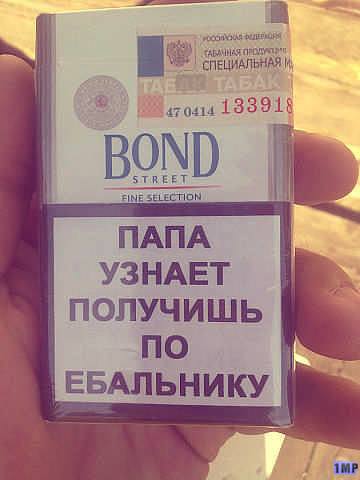 РОССИЙСКАЯ ФЕДЕРАЦИЯ
ТАБАЧНАЯ ПРОДУКЦИЯ
СПЕЦИАЛЬНАЯ
ТАБАК ТАБАК
47 0414 133918
BOND
STREET
FINE SELECTION
ПАПА
УЗНАЕТ
ПОЛУЧИШЬ
ПО
ЕБАЛЬНИКУ
1MP